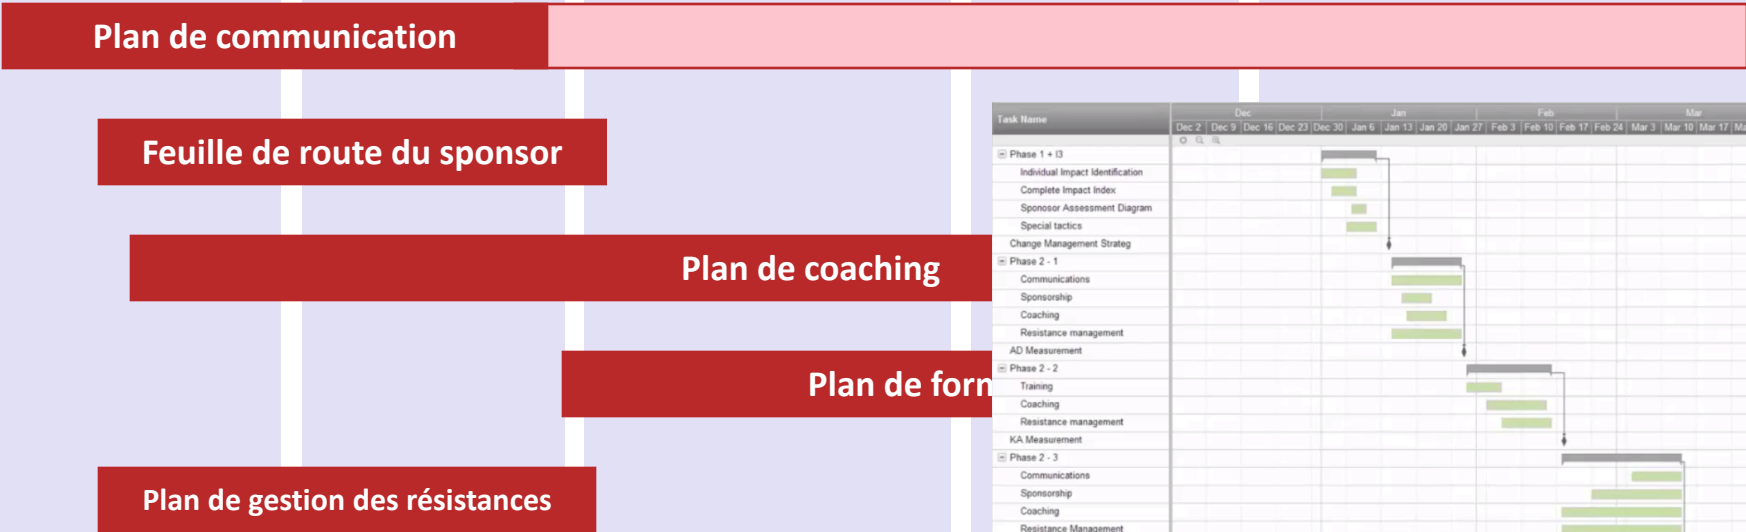 Plan de communication
Feuille de route du sponsor
Plan de coaching
Plan de form
Plan de gestion des résistances
Task Name
Dec Jan Feb Mar
Dec 2 Dec 9 Dec 16 Dec 23 Dec 30 Jan 6 Jan 13 Jan 20 Jan 27 Feb 3 Feb 10 Feb 17 Feb 24 Mar 3 Mar 10 Mar 17 Ma
Phase 1 + I3
Individual Impact Identification
Complete Impact Index
Sponosor Assessment Diagram
Special tactics
Change Management Strateg
Phase 2 - 1
Communications
Sponsorship
Coaching
Resistance management
AD Measurement
Phase 2 - 2
Training
Coaching
Resistance management
KA Measurement
Phase 2 - 3
Communications
Sponsorship
Coaching
Resistance Management